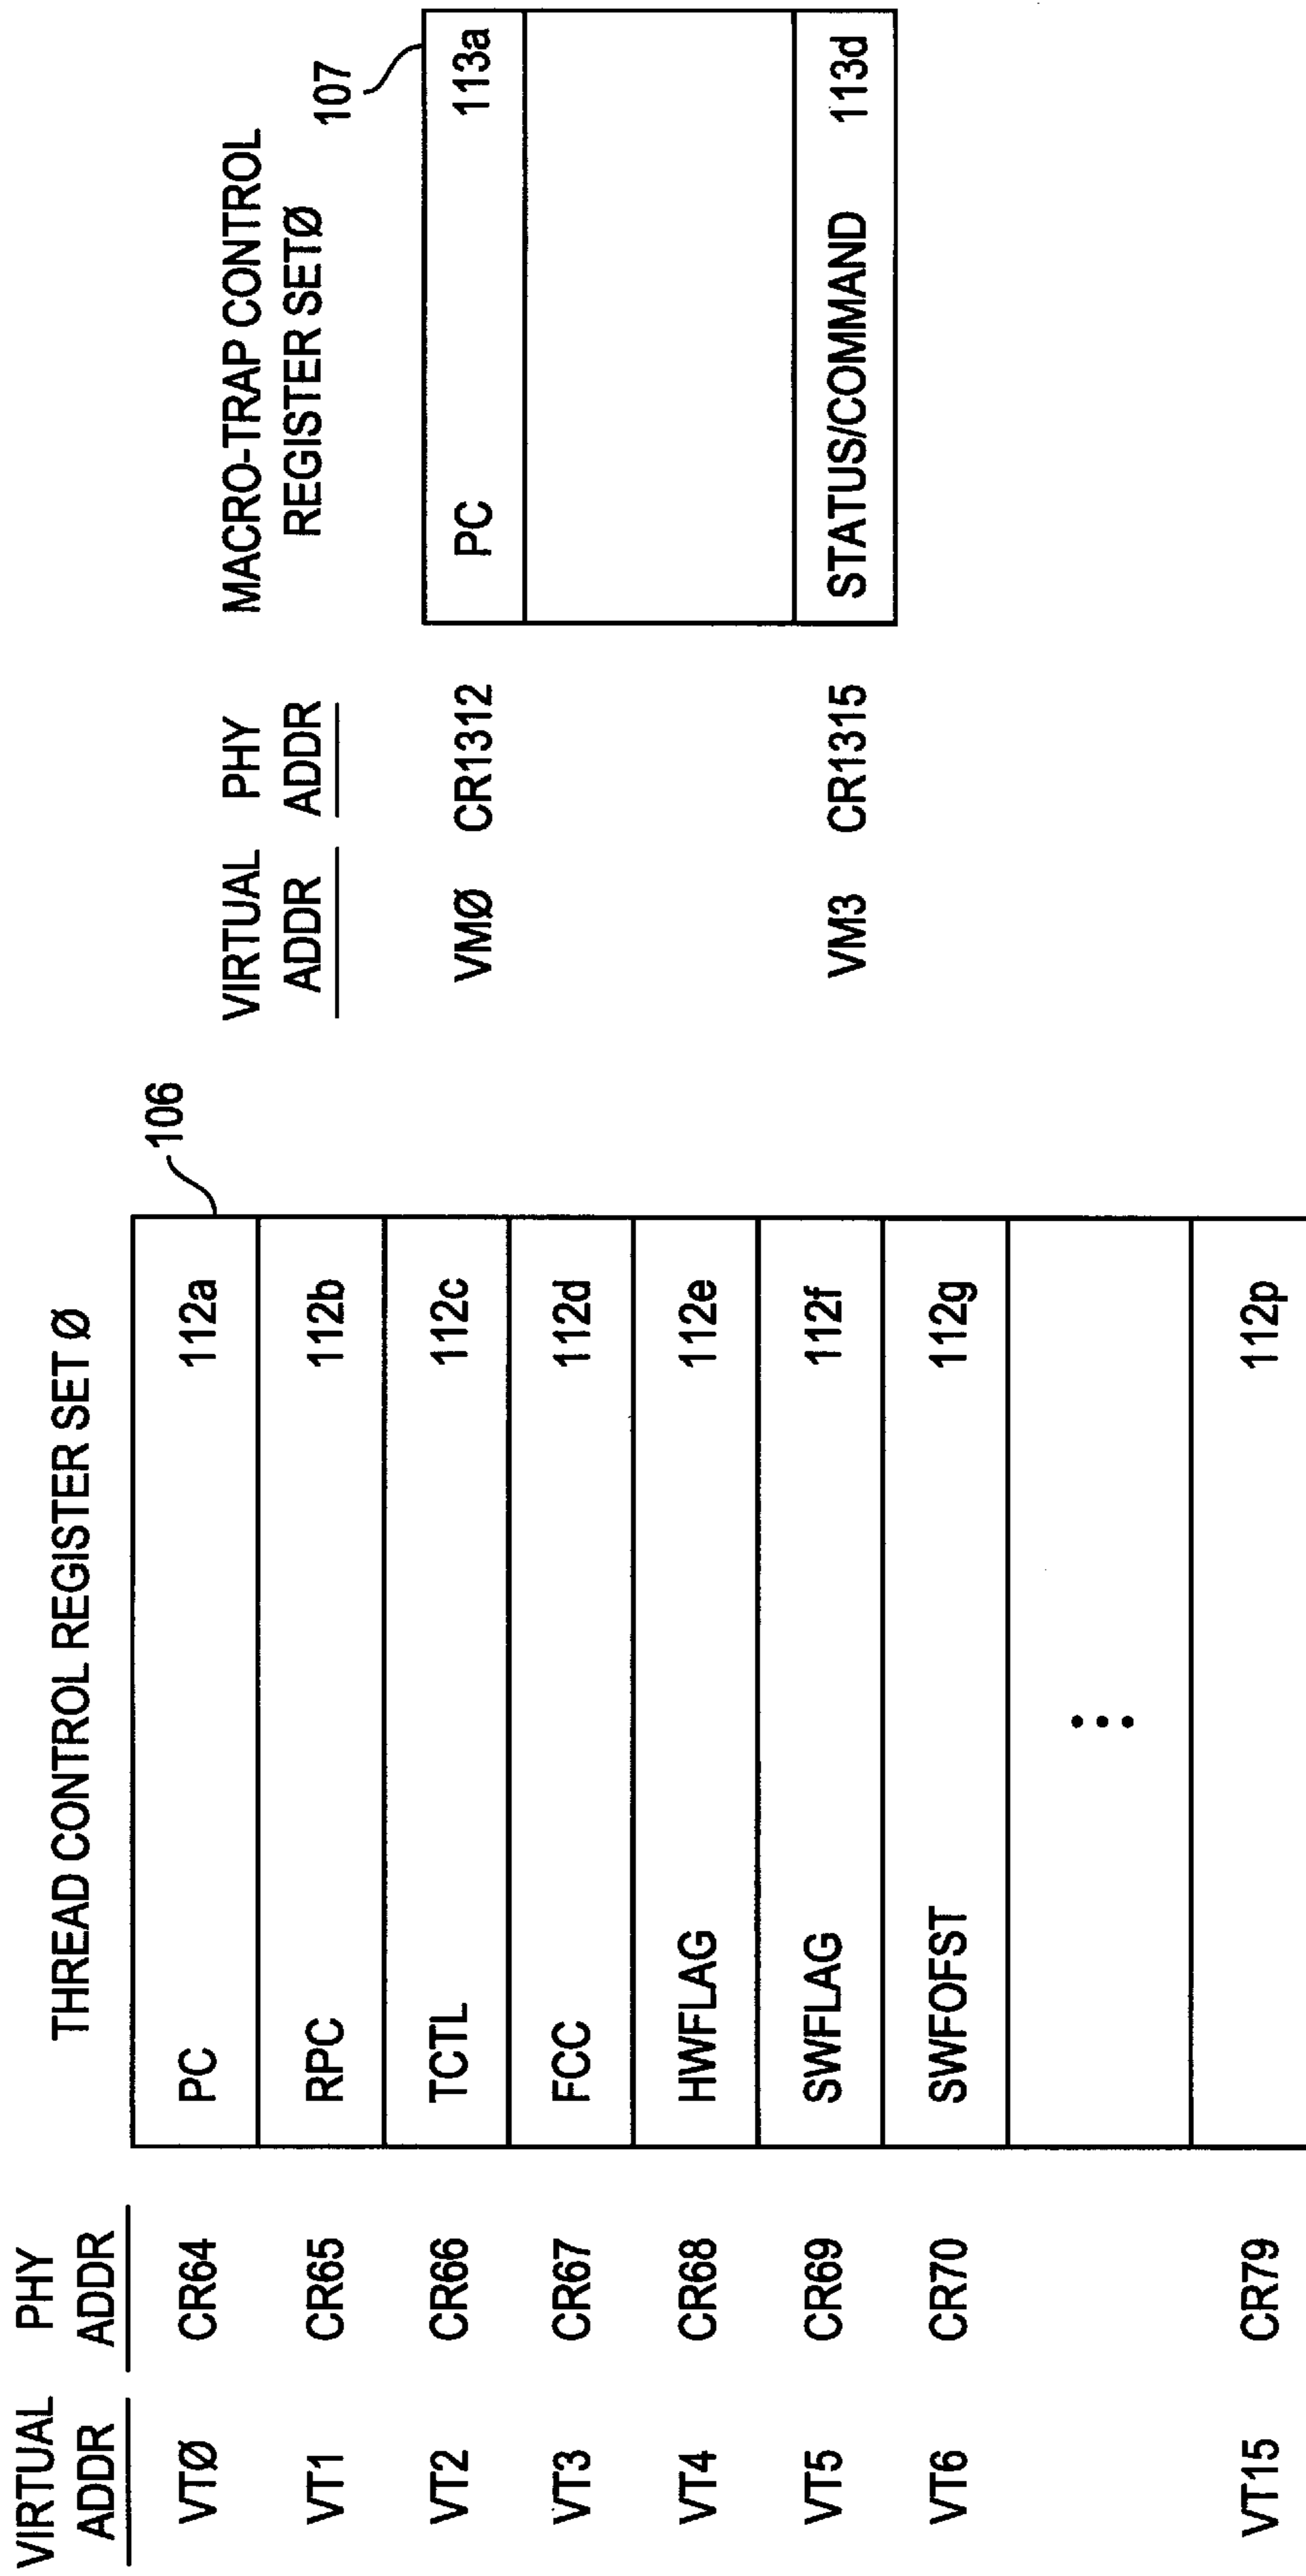 THREAD CONTROL REGISTER SET Ø
VIRTUAL PHY
ADDR ADDR
106
VTØ CR64 PC 112a
VT1 CR65 RPC 112b
VT2 CR66 TCTL 112c
VT3 CR67 FCC 112d
VT4 CR68 HWFLAG 112e
VT5 CR69 SWFLAG 112f
VT6 CR70 SWFOFST 112g
VT15 CR79 112p
VIRTUAL PHY MACRO-TRAP CONTROL
ADDR ADDR REGISTER SETØ
107
VMØ CR1312 PC 113a
VM3 CR1315 STATUS/COMMAND 113d